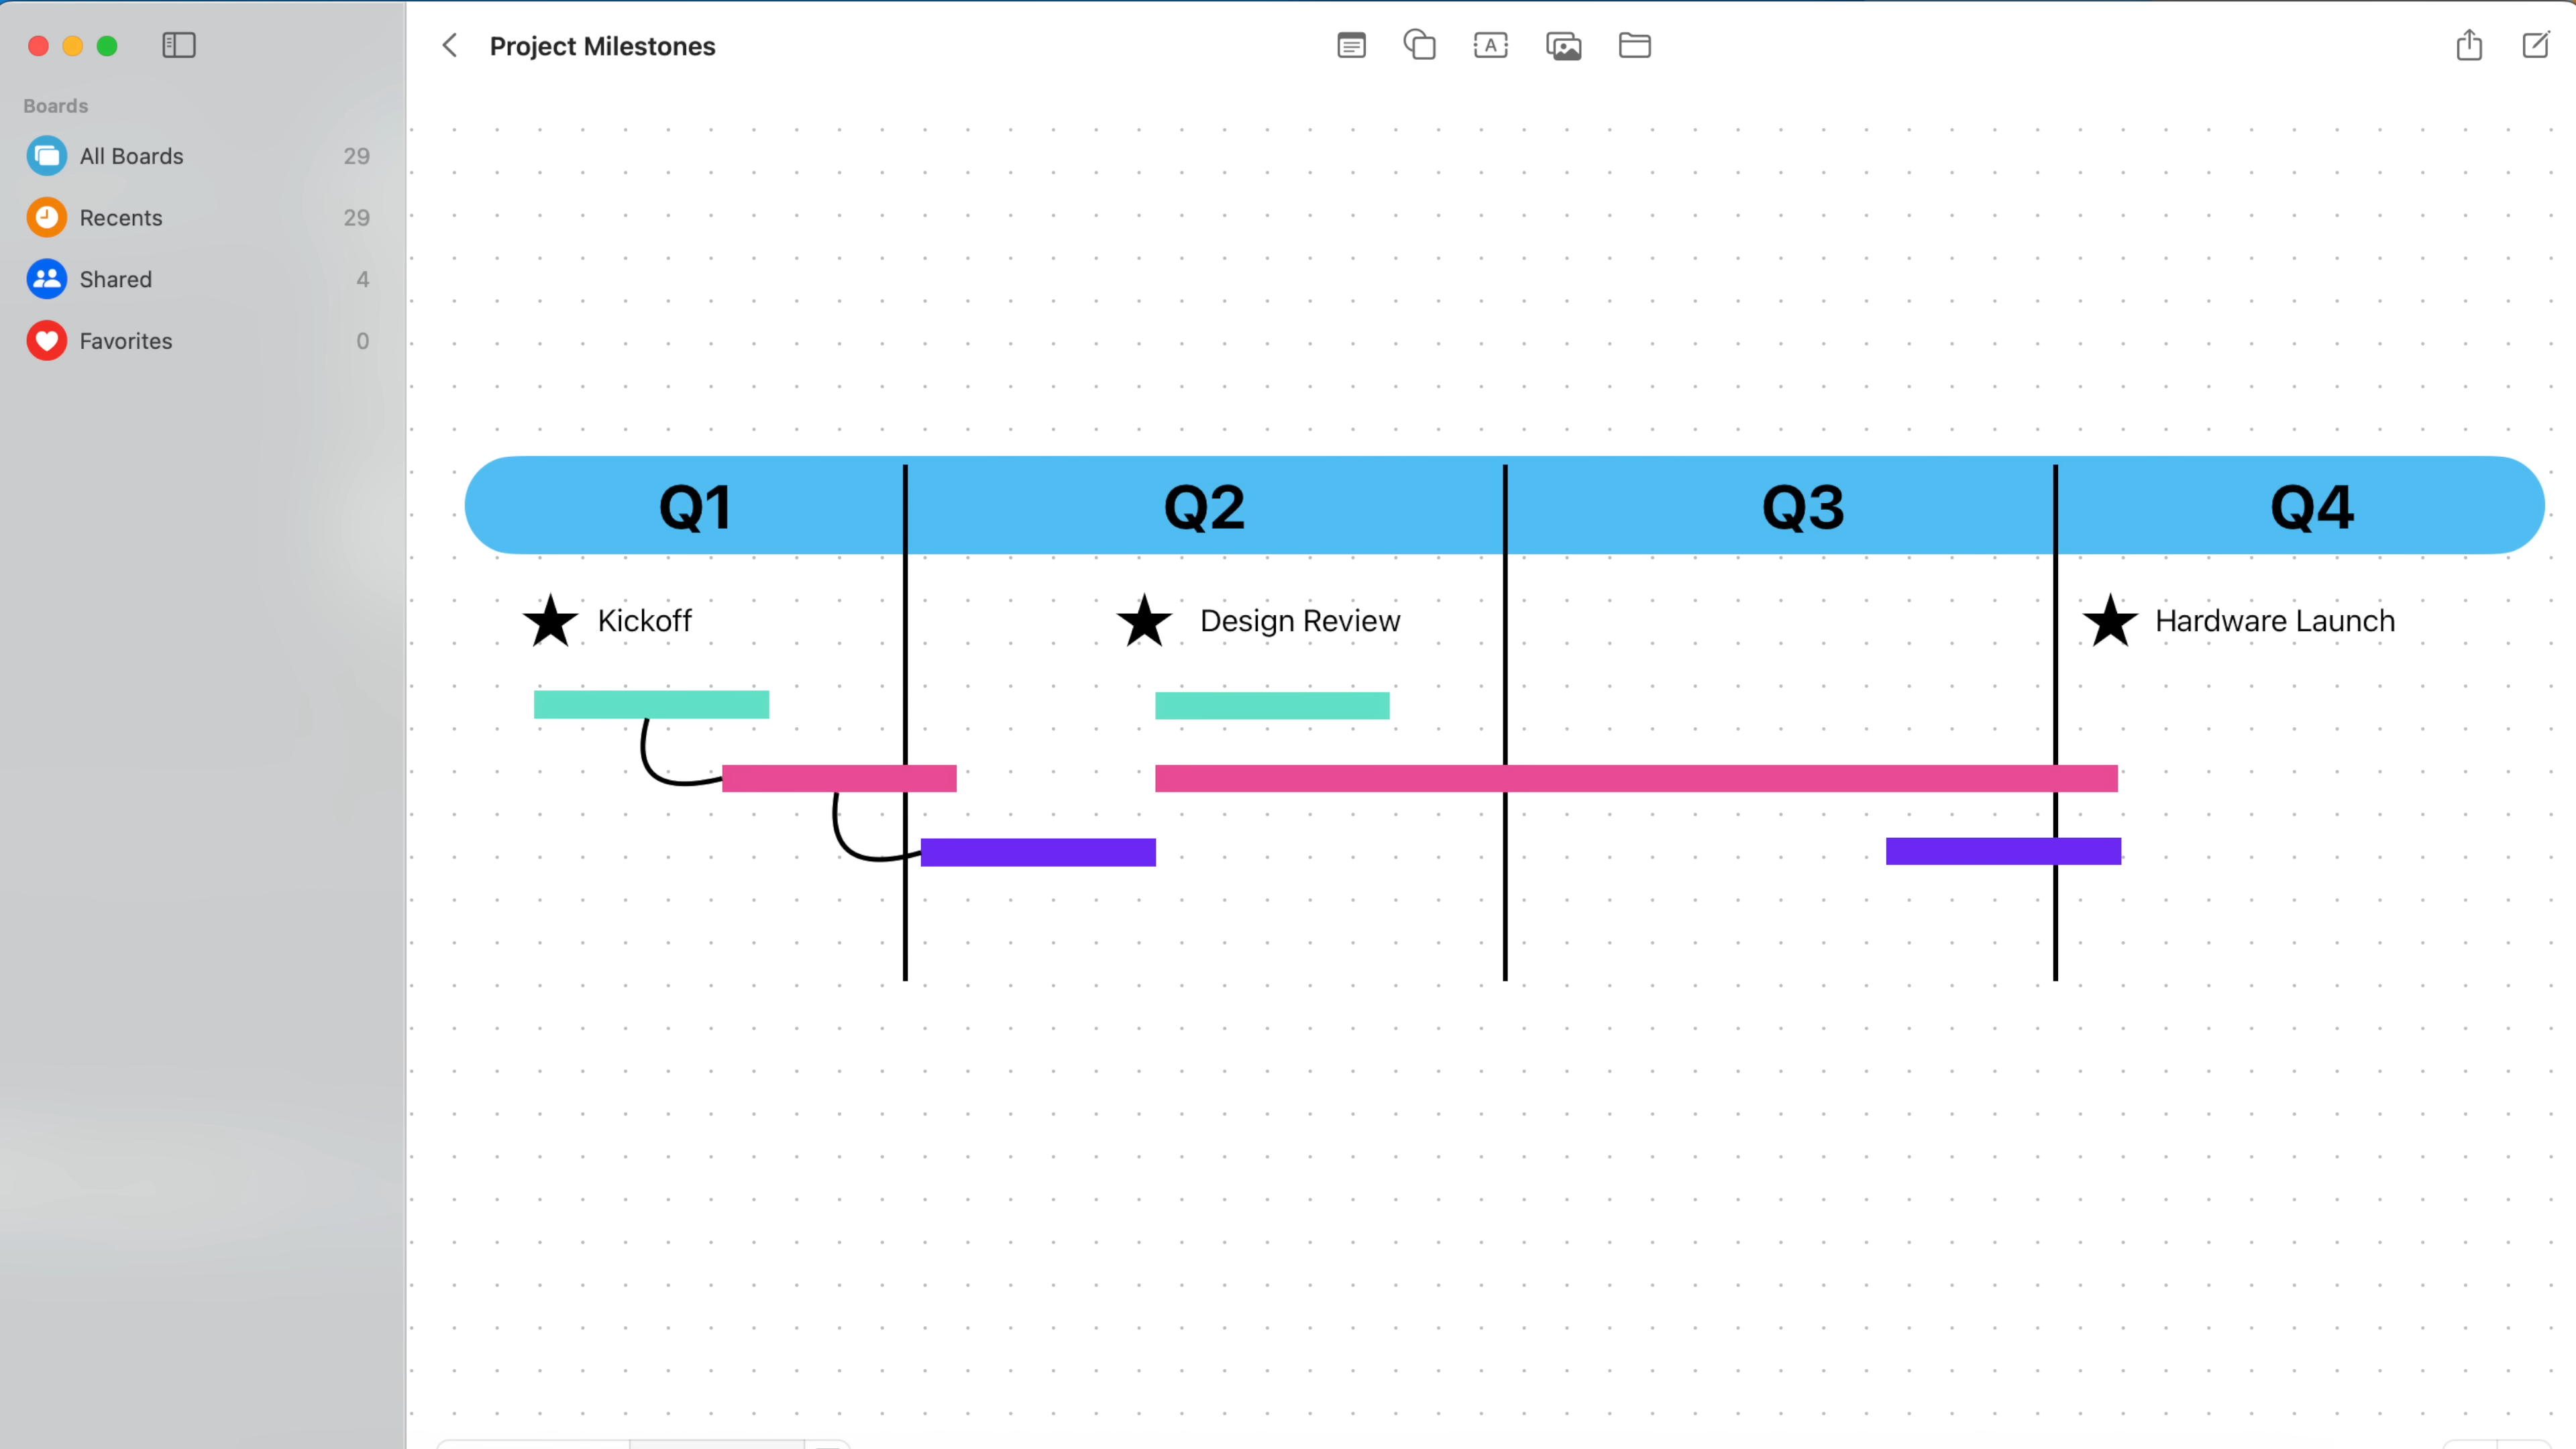 Project Milestones
A
Boards
All Boards 29
Recents 29
Shared 4
Favorites 0
Q1 Q2 Q3 Q4
Kickoff Design Review Hardware Launch